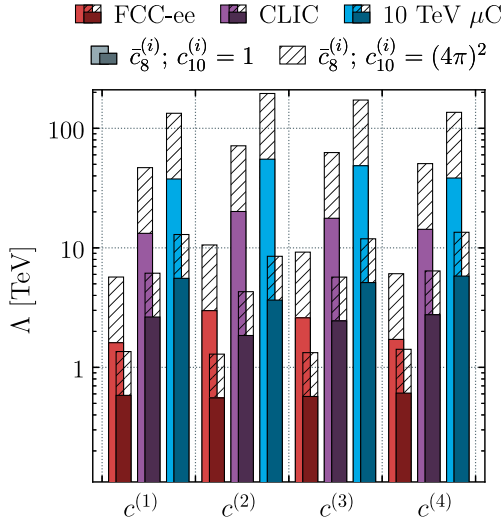 FCC-ee CLIC 10 TeV μC
c̄₈⁽ⁱ⁾; c₁₀⁽ⁱ⁾ = 1 c̄₈⁽ⁱ⁾; c₁₀⁽ⁱ⁾ = (4π)²
Λ [TeV]
100
10
1
c⁽¹⁾ c⁽²⁾ c⁽³⁾ c⁽⁴⁾